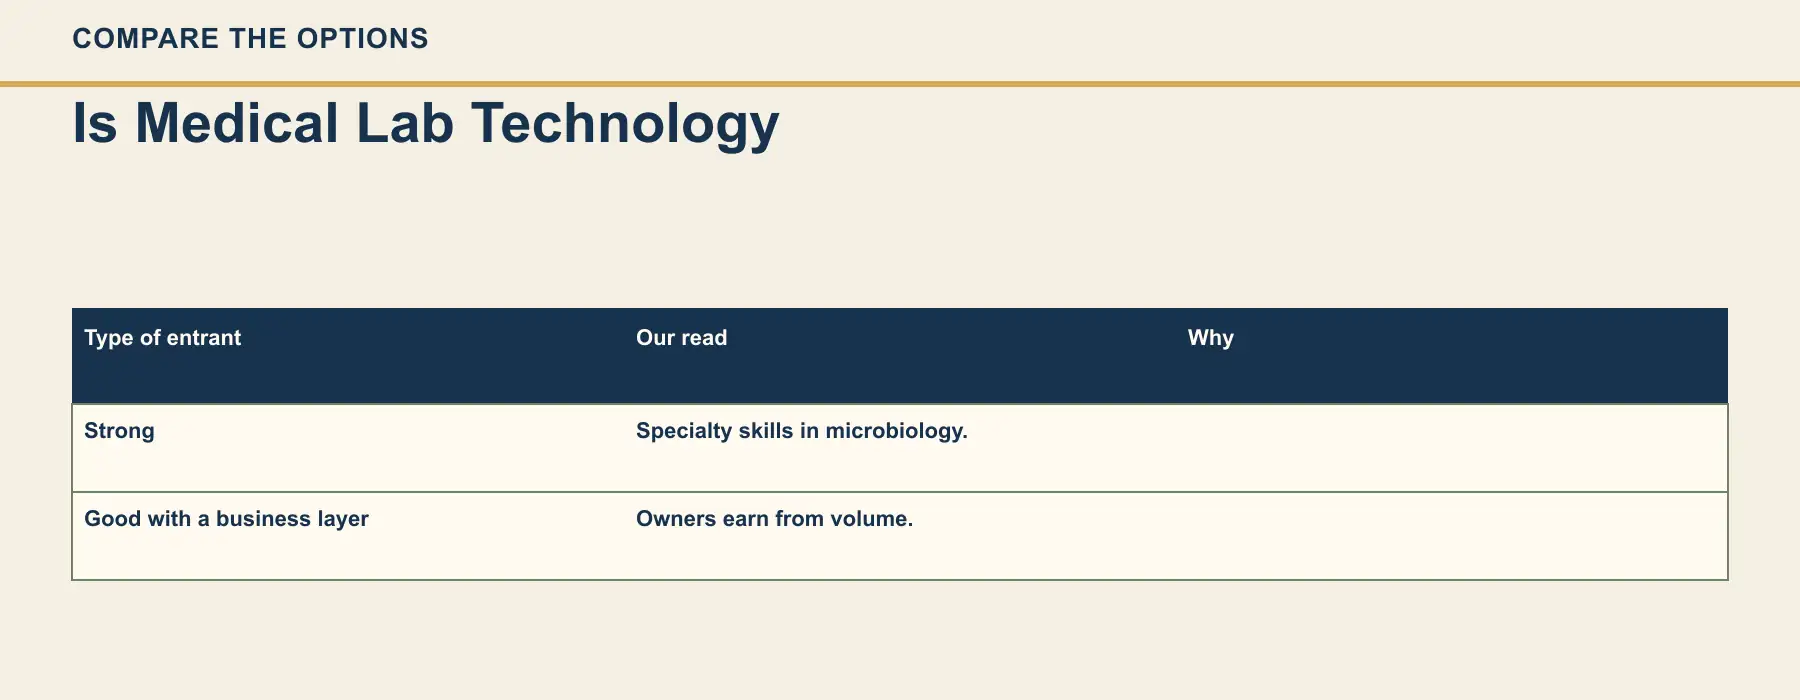 COMPARE THE OPTIONS
Is Medical Lab Technology
Type of entrant Our read Why
Strong Specialty skills in microbiology.
Good with a business layer Owners earn from volume.